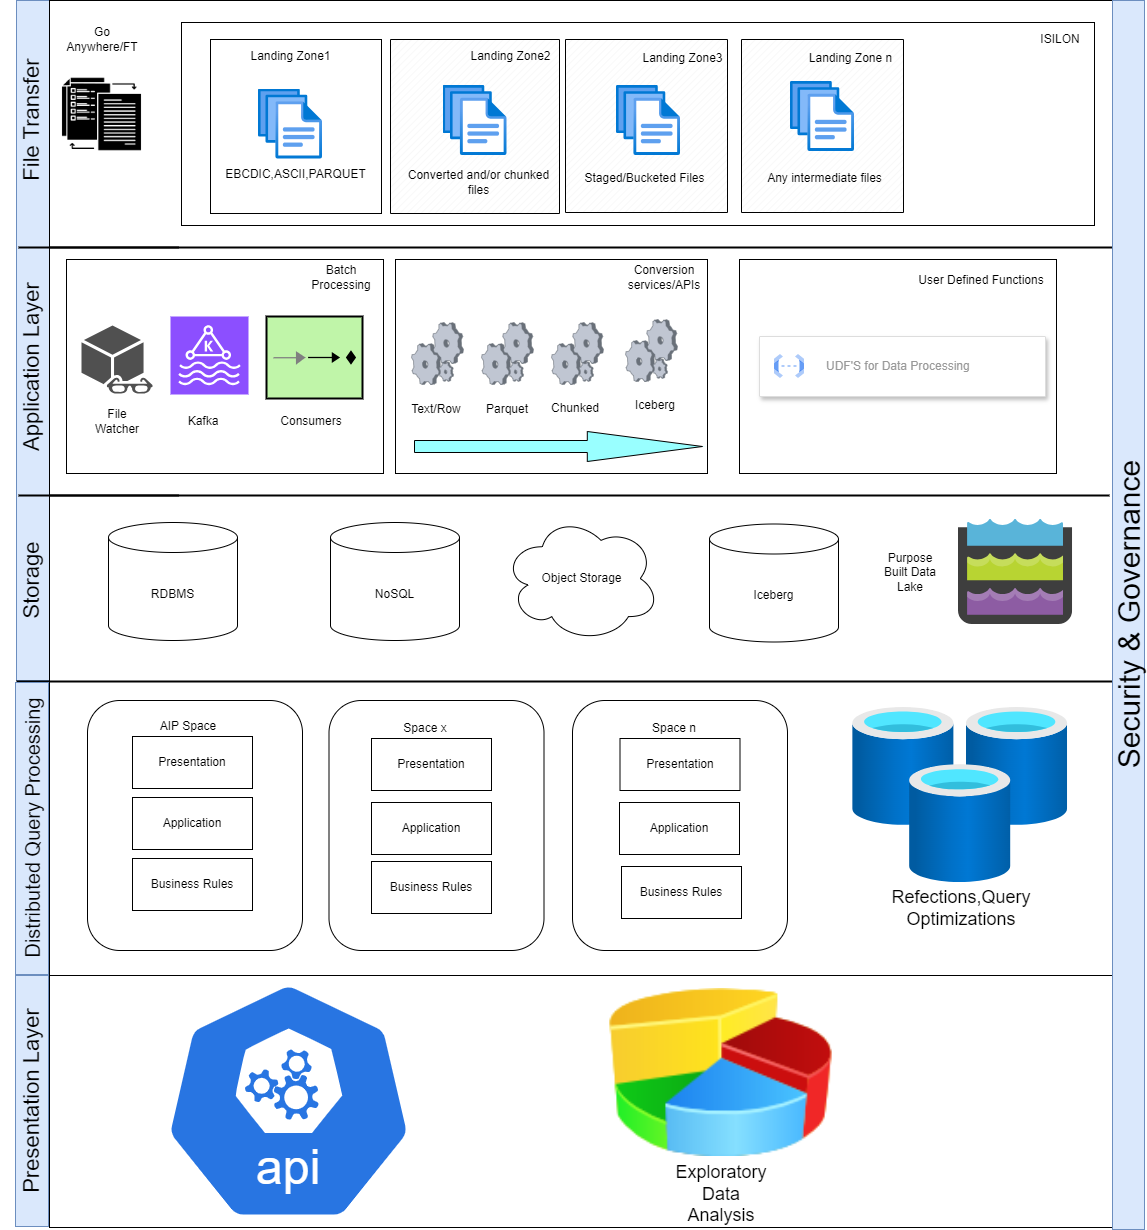 File Transfer
Go
Anywhere/FT
ISILON
Landing Zone1
EBCDIC,ASCII,PARQUET
Landing Zone2
Converted and/or chunked
files
Landing Zone3
Staged/Bucketed Files
Landing Zone n
Any intermediate files
Application Layer
Batch
Processing
File
Watcher
K
Kafka
Consumers
Conversion
services/APIs
Text/Row
Parquet
Chunked
Iceberg
User Defined Functions
UDF'S for Data Processing
Storage
RDBMS
NoSQL
Object Storage
Iceberg
Purpose
Built Data
Lake
Distributed Query Processing
AIP Space
Presentation
Application
Business Rules
Space x
Presentation
Application
Business Rules
Space n
Presentation
Application
Business Rules
Refections,Query
Optimizations
Presentation Layer
api
Exploratory
Data
Analysis
Security & Governance